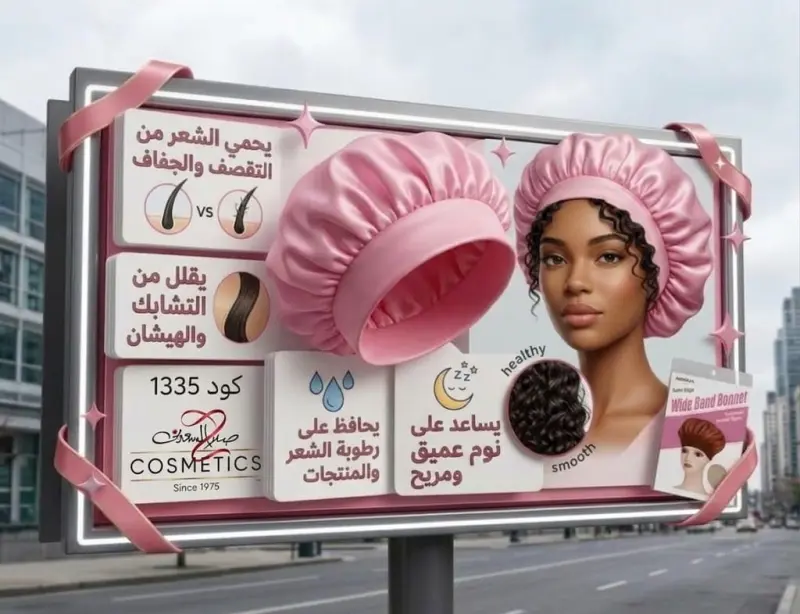 يحمي الشعر من
التقصف والجفاف
VS
يقلل من
التشابك
والهيشان
كود 1335
COSMETICS
Since 1975
يحافظ على
رطوبة الشعر
والمنتجات
zzz
يساعد على
نوم عميق
ومريح
healthy
smooth
Wide Band Bonnet